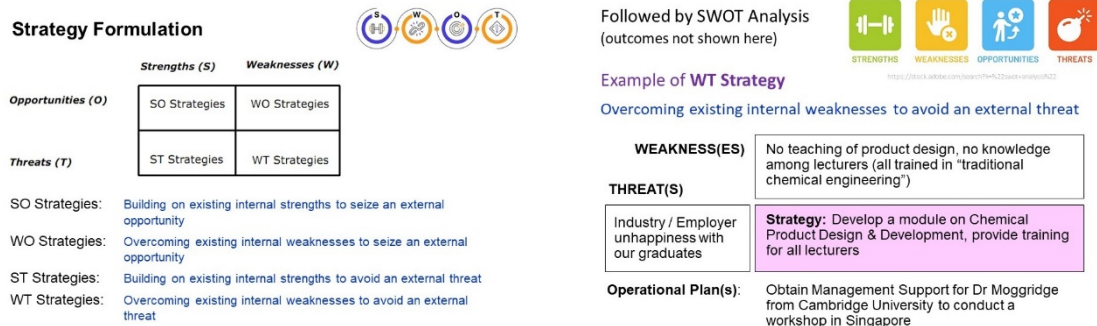 Strategy Formulation
S W O T
Strengths (S) Weaknesses (W)
Opportunities (O) SO Strategies WO Strategies
Threats (T) ST Strategies WT Strategies
SO Strategies: Building on existing internal strengths to seize an external
opportunity
WO Strategies: Overcoming existing internal weaknesses to seize an external
opportunity
ST Strategies: Building on existing internal strengths to avoid an external threat
WT Strategies: Overcoming existing internal weaknesses to avoid an external
threat
Followed by SWOT Analysis
(outcomes not shown here)
STRENGTHS WEAKNESSES OPPORTUNITIES THREATS
Example of WT Strategy
Overcoming existing internal weaknesses to avoid an external threat
WEAKNESS(ES)
No teaching of product design, no knowledge
among lecturers (all trained in “traditional
chemical engineering”)
THREAT(S)
Industry / Employer
unhappiness with
our graduates
Strategy: Develop a module on Chemical
Product Design & Development, provide training
for all lecturers
Operational Plan(s): Obtain Management Support for Dr Moggridge
from Cambridge University to conduct a
workshop in Singapore